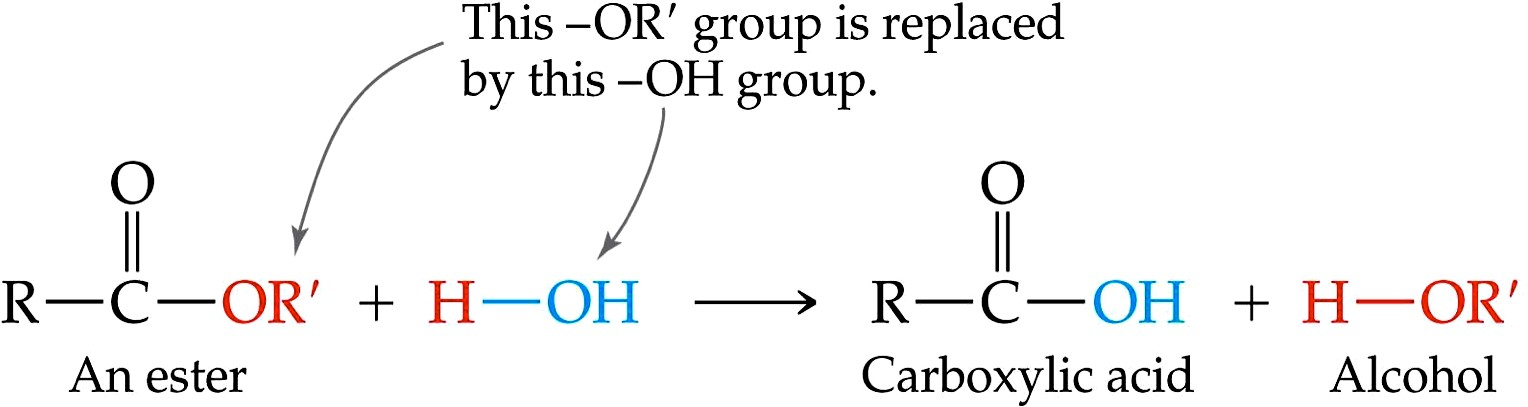 This –OR′ group is replaced
by this –OH group.
O O
R—C—OR′ + H—OH ⟶ R—C—OH + H—OR′
An ester Carboxylic acid Alcohol